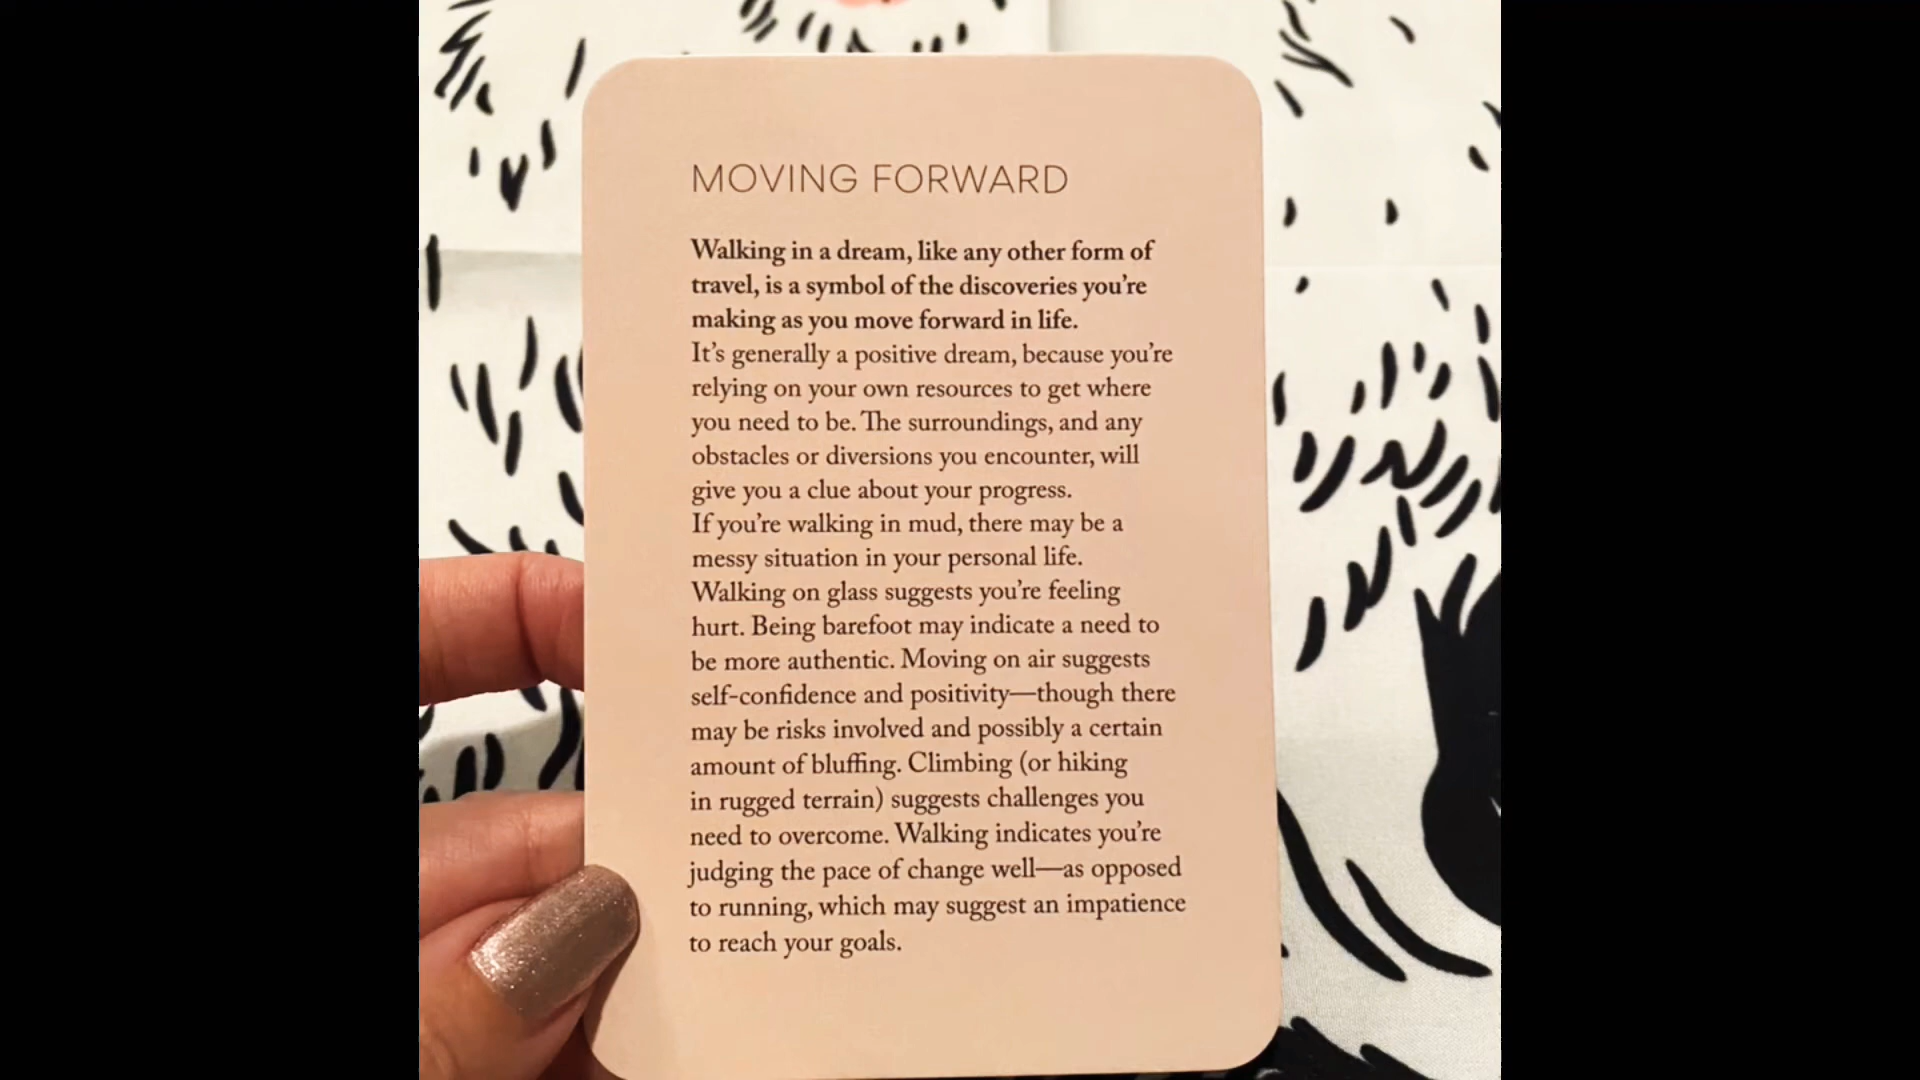 MOVING FORWARD
Walking in a dream, like any other form of
travel, is a symbol of the discoveries you're
making as you move forward in life.
It's generally a positive dream, because you're
relying on your own resources to get where
you need to be. The surroundings, and any
obstacles or diversions you encounter, will
give you a clue about your progress.
If you're walking in mud, there may be a
messy situation in your personal life.
Walking on glass suggests you're feeling
hurt. Being barefoot may indicate a need to
be more authentic. Moving on air suggests
self-confidence and positivity—though there
may be risks involved and possibly a certain
amount of bluffing. Climbing (or hiking
in rugged terrain) suggests challenges you
need to overcome. Walking indicates you're
judging the pace of change well—as opposed
to running, which may suggest an impatience
to reach your goals.